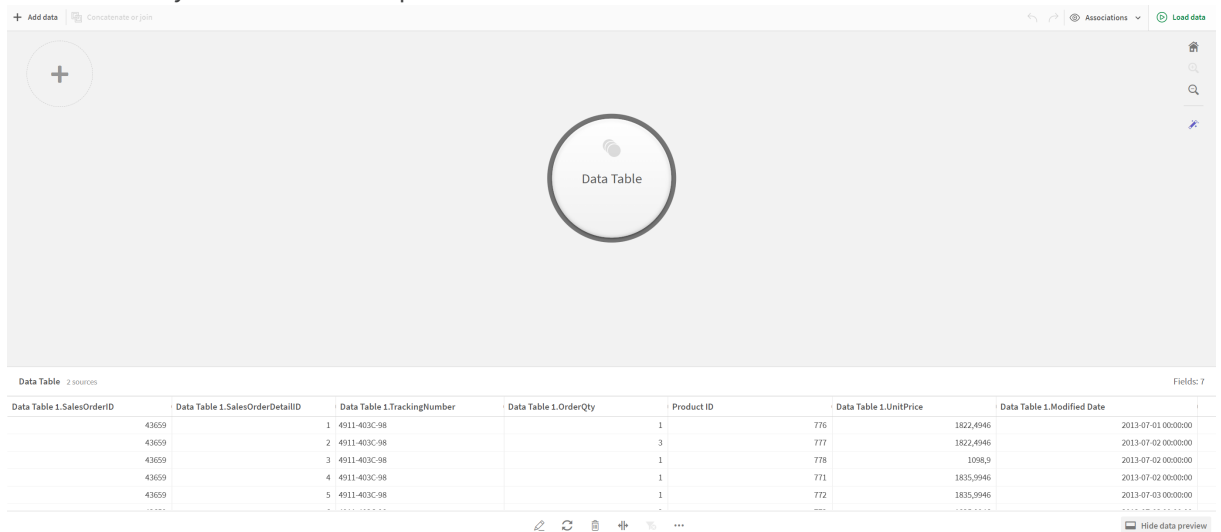 Add data Concatenate or join Associations Load data
Data Table
Data Table 2 sources Fields: 7
Data Table 1.SalesOrderID Data Table 1.SalesOrderDetailID Data Table 1.TrackingNumber Data Table 1.OrderQty Product ID Data Table 1.UnitPrice Data Table 1.Modified Date
43659 1 4911-403C-98 1 776 1822,4946 2013-07-01 00:00:00
43659 2 4911-403C-98 3 777 1822,4946 2013-07-02 00:00:00
43659 3 4911-403C-98 1 778 1098,9 2013-07-02 00:00:00
43659 4 4911-403C-98 1 771 1835,9946 2013-07-02 00:00:00
43659 5 4911-403C-98 1 772 1835,9946 2013-07-03 00:00:00
Hide data preview